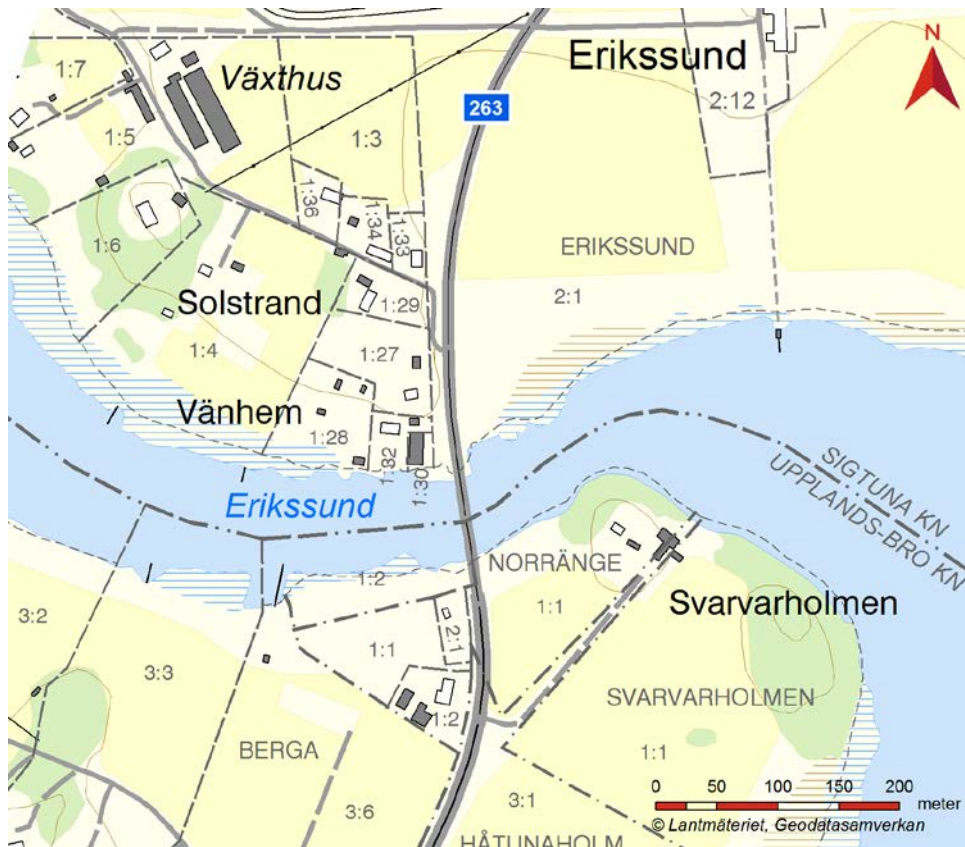 Erikssund
N
1:7
Växthus
2:12
263
1:5
1:3
1:36
1:34
1:33
1:6
ERIKSSUND
2:1
Solstrand
1:29
1:4
1:27
Vänhem
1:28
1:32
1:30
SIGTUNA KN
UPPLANDS-BRO KN
Erikssund
NORRÄNGE
1:2
1:1
Svarvarholmen
3:2
2:1
1:1
3:3
SVARVARHOLMEN
1:2
BERGA
1:1
0 50 100 150 200
meter
3:6
3:1
© Lantmäteriet, Geodatasamverkan
HÅTUNAHOLM